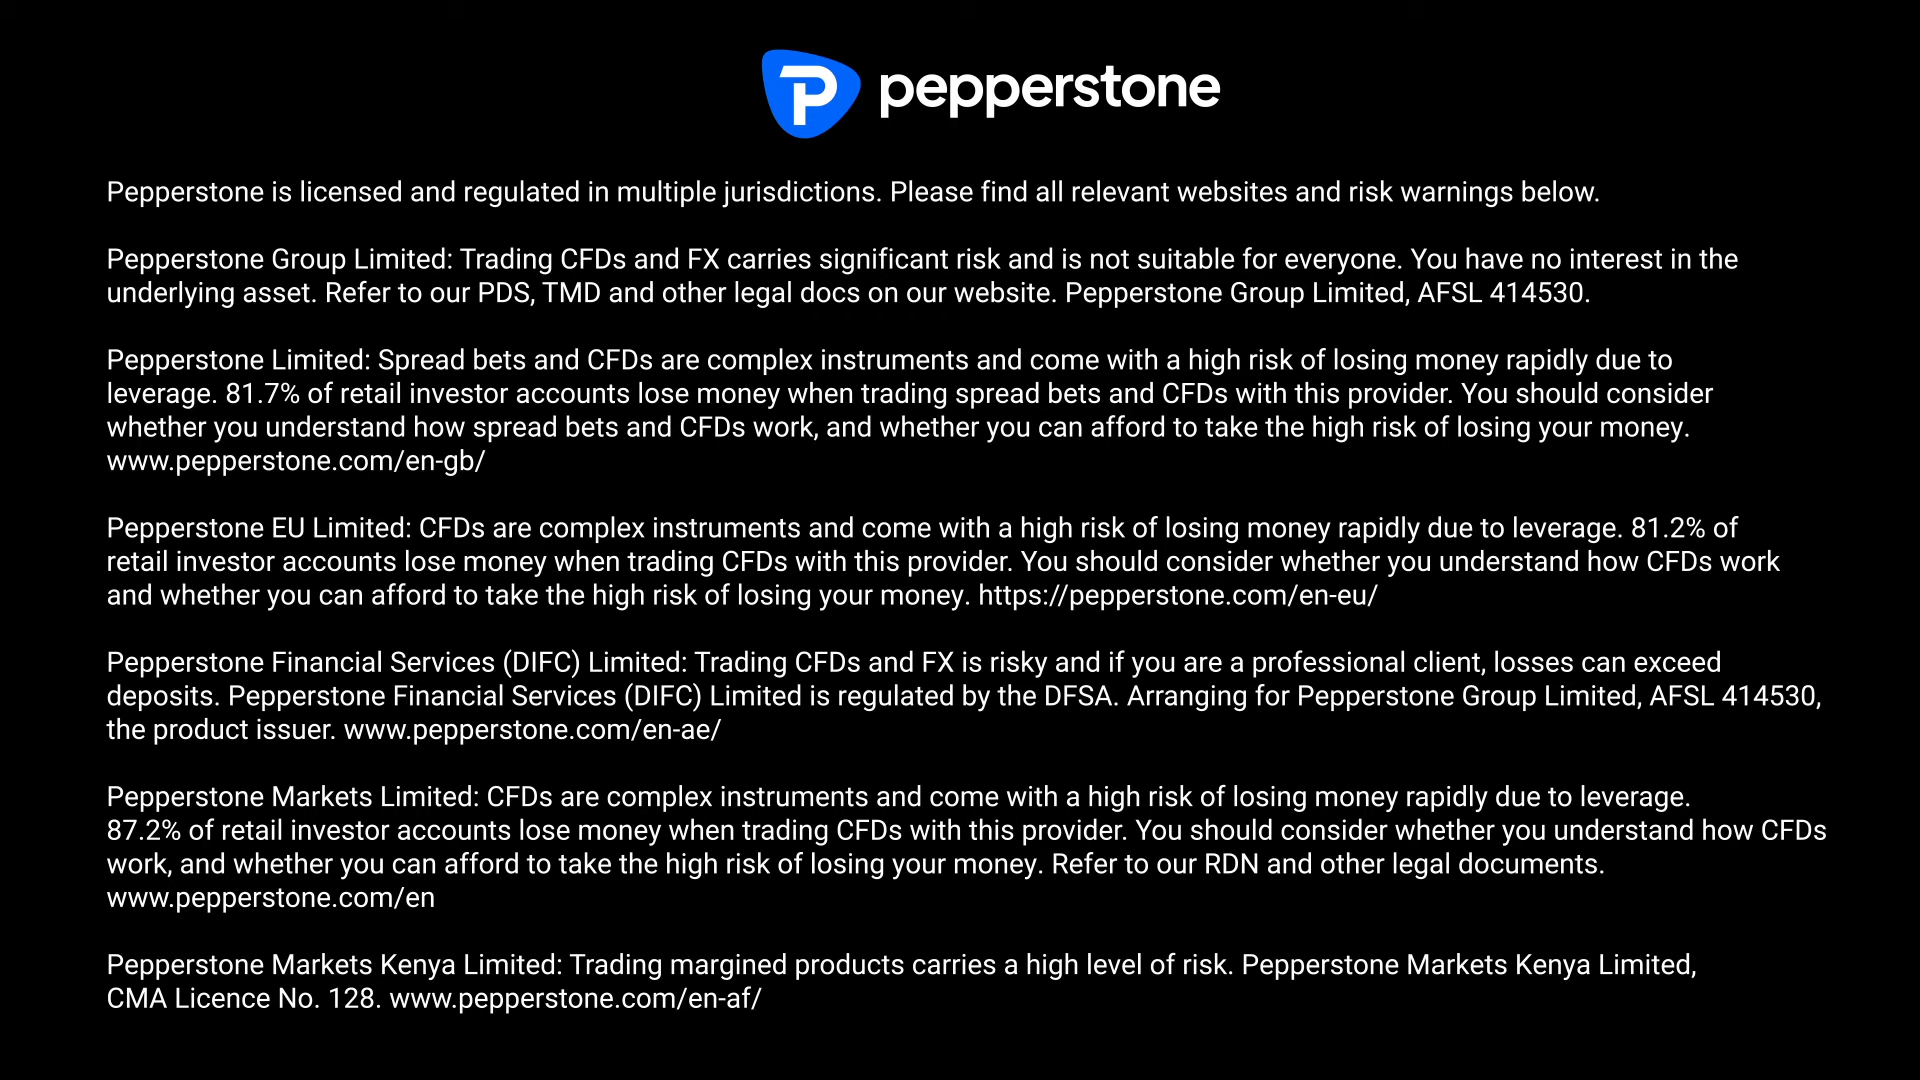 pepperstone
Pepperstone is licensed and regulated in multiple jurisdictions. Please find all relevant websites and risk warnings below.
Pepperstone Group Limited: Trading CFDs and FX carries significant risk and is not suitable for everyone. You have no interest in the
underlying asset. Refer to our PDS, TMD and other legal docs on our website. Pepperstone Group Limited, AFSL 414530.
Pepperstone Limited: Spread bets and CFDs are complex instruments and come with a high risk of losing money rapidly due to
leverage. 81.7% of retail investor accounts lose money when trading spread bets and CFDs with this provider. You should consider
whether you understand how spread bets and CFDs work, and whether you can afford to take the high risk of losing your money.
www.pepperstone.com/en-gb/
Pepperstone EU Limited: CFDs are complex instruments and come with a high risk of losing money rapidly due to leverage. 81.2% of
retail investor accounts lose money when trading CFDs with this provider. You should consider whether you understand how CFDs work
and whether you can afford to take the high risk of losing your money. https://pepperstone.com/en-eu/
Pepperstone Financial Services (DIFC) Limited: Trading CFDs and FX is risky and if you are a professional client, losses can exceed
deposits. Pepperstone Financial Services (DIFC) Limited is regulated by the DFSA. Arranging for Pepperstone Group Limited, AFSL 414530,
the product issuer. www.pepperstone.com/en-ae/
Pepperstone Markets Limited: CFDs are complex instruments and come with a high risk of losing money rapidly due to leverage.
87.2% of retail investor accounts lose money when trading CFDs with this provider. You should consider whether you understand how CFDs
work, and whether you can afford to take the high risk of losing your money. Refer to our RDN and other legal documents.
www.pepperstone.com/en
Pepperstone Markets Kenya Limited: Trading margined products carries a high level of risk. Pepperstone Markets Kenya Limited,
CMA Licence No. 128. www.pepperstone.com/en-af/